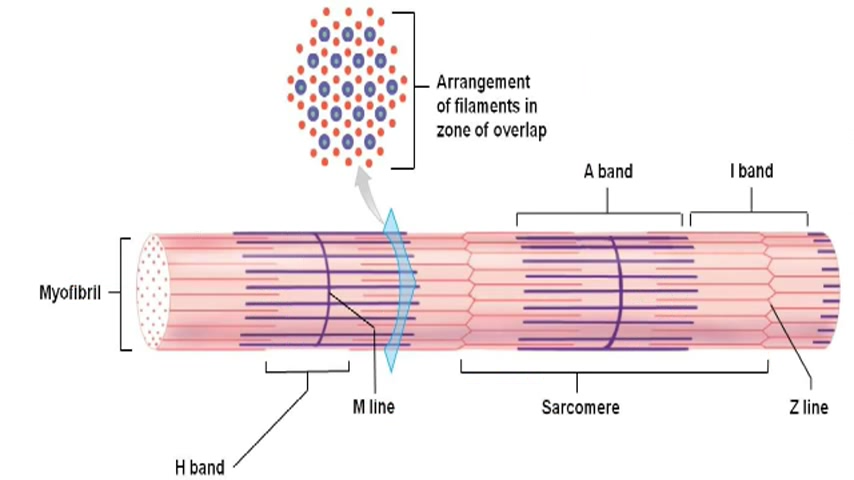 Arrangement
of filaments in
zone of overlap
A band
I band
Myofibril
M line
Sarcomere
Z line
H band